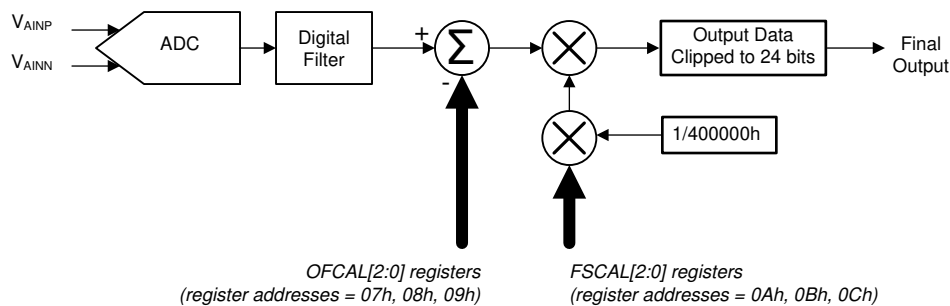 VAINP
VAINN
ADC
Digital
Filter
+
Σ
-
Output Data
Clipped to 24 bits
Final
Output
1/400000h
OFCAL[2:0] registers
(register addresses = 07h, 08h, 09h)
FSCAL[2:0] registers
(register addresses = 0Ah, 0Bh, 0Ch)